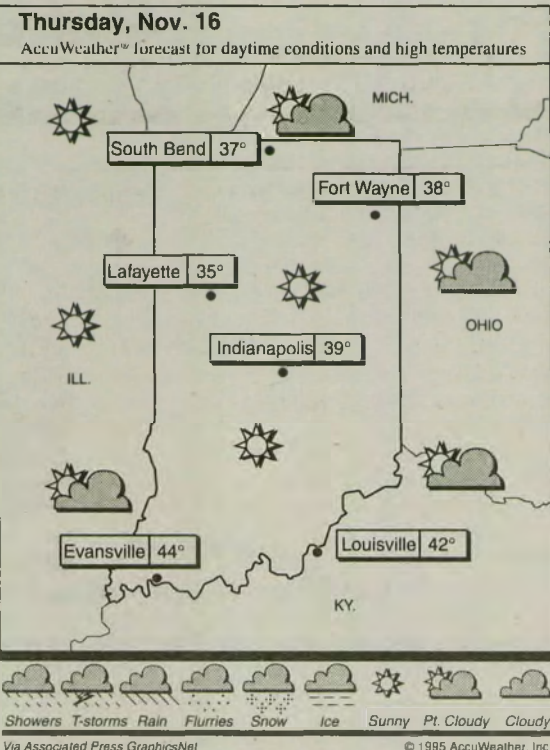 Thursday, Nov. 16
AccuWeather™ forecast for daytime conditions and high temperatures
MICH.
South Bend 37°
Fort Wayne 38°
Lafayette 35°
OHIO
Indianapolis 39°
ILL.
Evansville 44°
Louisville 42°
KY.
Showers T-storms Rain Flurries Snow Ice Sunny Pt. Cloudy Cloudy
Via Associated Press GraphicsNet © 1995 AccuWeather, Inc